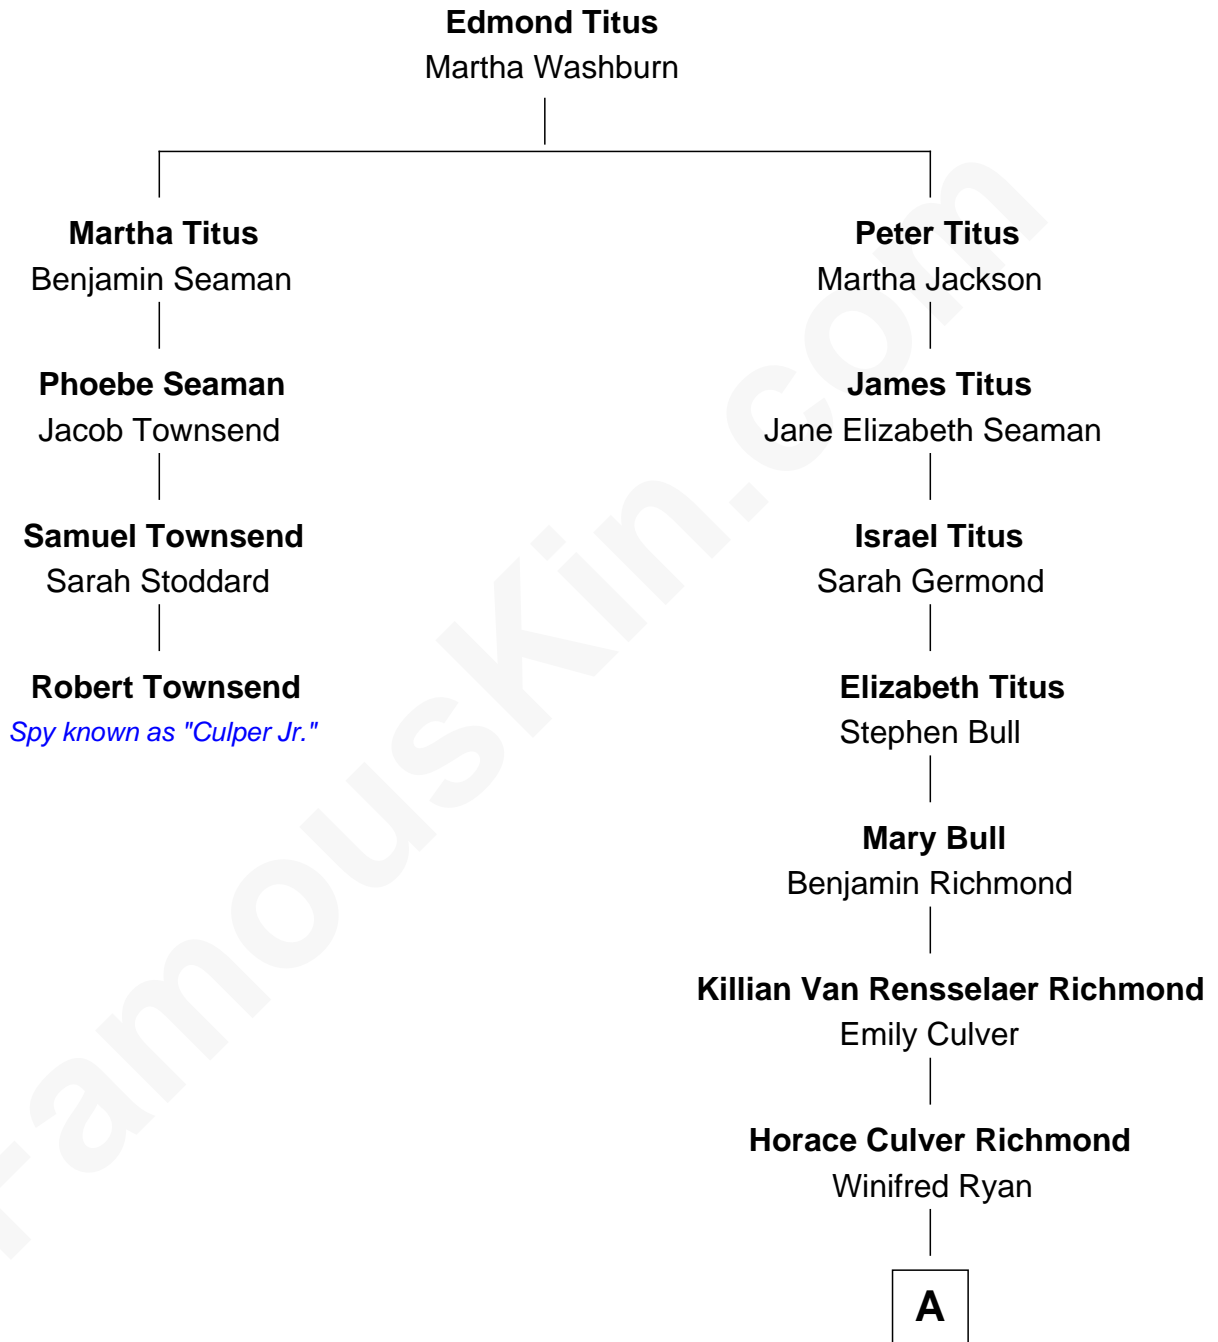 Edmond Titus
Martha Washburn
Martha Titus
Benjamin Seaman
Phoebe Seaman
Jacob Townsend
Samuel Townsend
Sarah Stoddard
Robert Townsend
Spy known as "Culper Jr."
Peter Titus
Martha Jackson
James Titus
Jane Elizabeth Seaman
Israel Titus
Sarah Germond
Elizabeth Titus
Stephen Bull
Mary Bull
Benjamin Richmond
Killian Van Rensselaer Richmond
Emily Culver
Horace Culver Richmond
Winifred Ryan
A
FamousKin.com